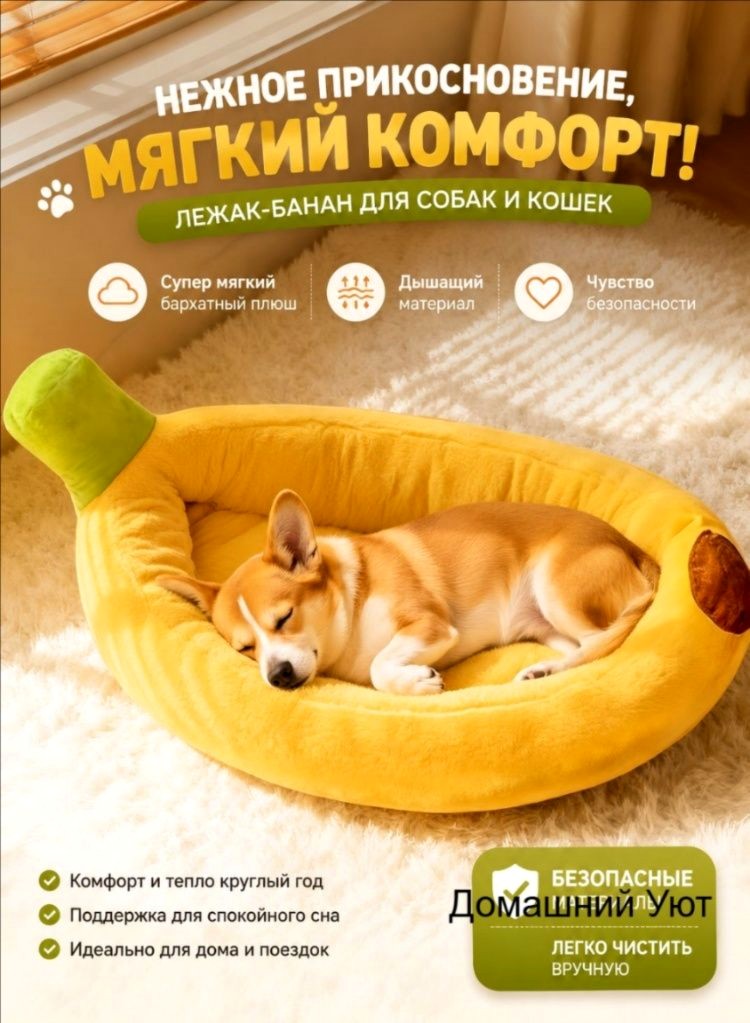 НЕЖНОЕ ПРИКОСНОВЕНИЕ,
МЯГКИЙ КОМФОРТ!
ЛЕЖАК-БАНАН ДЛЯ СОБАК И КОШЕК
Супер мягкий
бархатный плюш
Дышащий
материал
Чувство
безопасности
Комфорт и тепло круглый год
Поддержка для спокойного сна
Идеально для дома и поездок
БЕЗОПАСНЫЕ
Домашний Уют
ЛЕГКО ЧИСТИТЬ
ВРУЧНУЮ